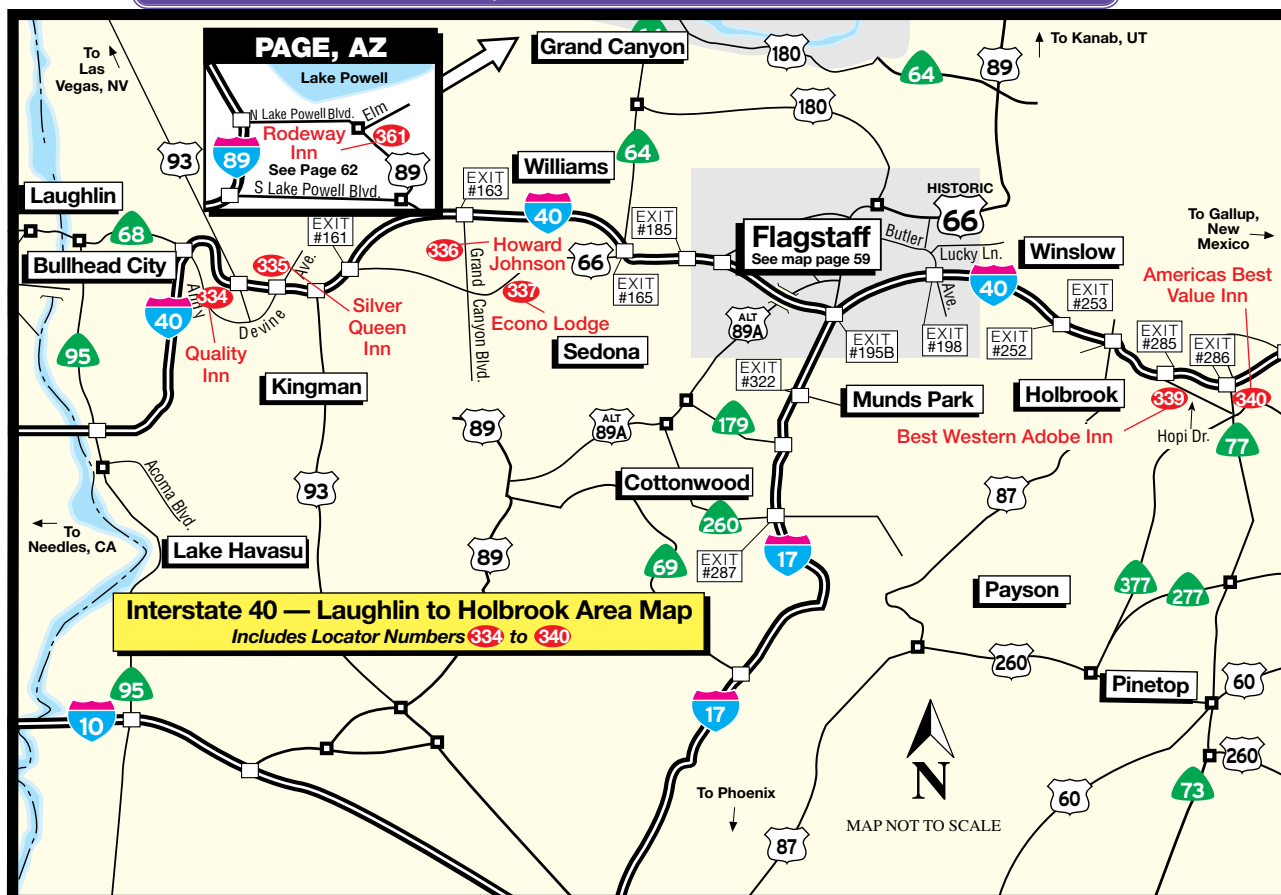 PAGE, AZ
Lake Powell
N Lake Powell Blvd.
Elm
Rodeway
Inn
361
See Page 62
89
89
S Lake Powell Blvd.
To
Las
Vegas, NV
93
Grand Canyon
64
180
64
89
To Kanab, UT
180
64
Williams
EXIT
#163
40
HISTORIC
66
To Gallup,
New
Mexico
Laughlin
68
Bullhead City
EXIT
#161
335
Ave.
336
Howard
Johnson
66
EXIT
#185
EXIT
#165
Flagstaff
See map page 59
Butler
Ave.
Lucky Ln.
Winslow
40
EXIT
#253
Americas Best
Value Inn
334
Andy
Devine
40
Quality
Inn
Silver
Queen
Inn
Grand Canyon Blvd.
337
Econo Lodge
ALT
89A
Sedona
EXIT
#195B
EXIT
#198
EXIT
#252
EXIT
#285
EXIT
#286
95
Kingman
EXIT
#322
Munds Park
Holbrook
339
340
Best Western Adobe Inn
Hopi Dr.
77
89
ALT
89A
179
Acoma Blvd.
93
Cottonwood
87
To
Needles, CA
Lake Havasu
89
260
69
EXIT
#287
17
Payson
377
277
Interstate 40 — Laughlin to Holbrook Area Map
Includes Locator Numbers 334 to 340
260
Pinetop
60
95
10
17
N
MAP NOT TO SCALE
To Phoenix
87
60
260
73